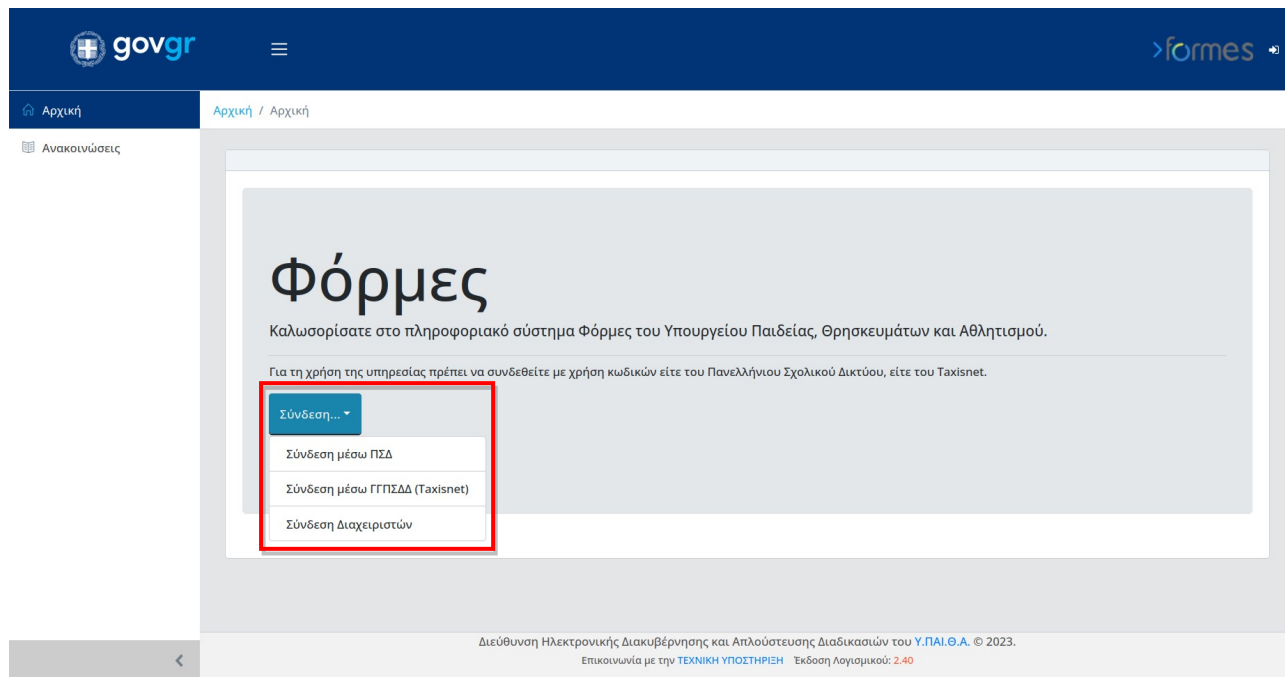 govgr
formes
Αρχική
Ανακοινώσεις
Αρχική / Αρχική
Φόρμες
Καλωσορίσατε στο πληροφοριακό σύστημα Φόρμες του Υπουργείου Παιδείας, Θρησκευμάτων και Αθλητισμού.
Για τη χρήση της υπηρεσίας πρέπει να συνδεθείτε με χρήση κωδικών είτε του Πανελλήνιου Σχολικού Δικτύου, είτε του Taxisnet.
Σύνδεση...
Σύνδεση μέσω ΠΣΔ
Σύνδεση μέσω ΓΓΠΣΔΔ (Taxisnet)
Σύνδεση Διαχειριστών
Διεύθυνση Ηλεκτρονικής Διακυβέρνησης και Απλούστευσης Διαδικασιών του Υ.ΠΑΙ.Θ.Α. © 2023.
Επικοινωνία με την ΤΕΧΝΙΚΗ ΥΠΟΣΤΗΡΙΞΗ Έκδοση Λογισμικού: 2.40